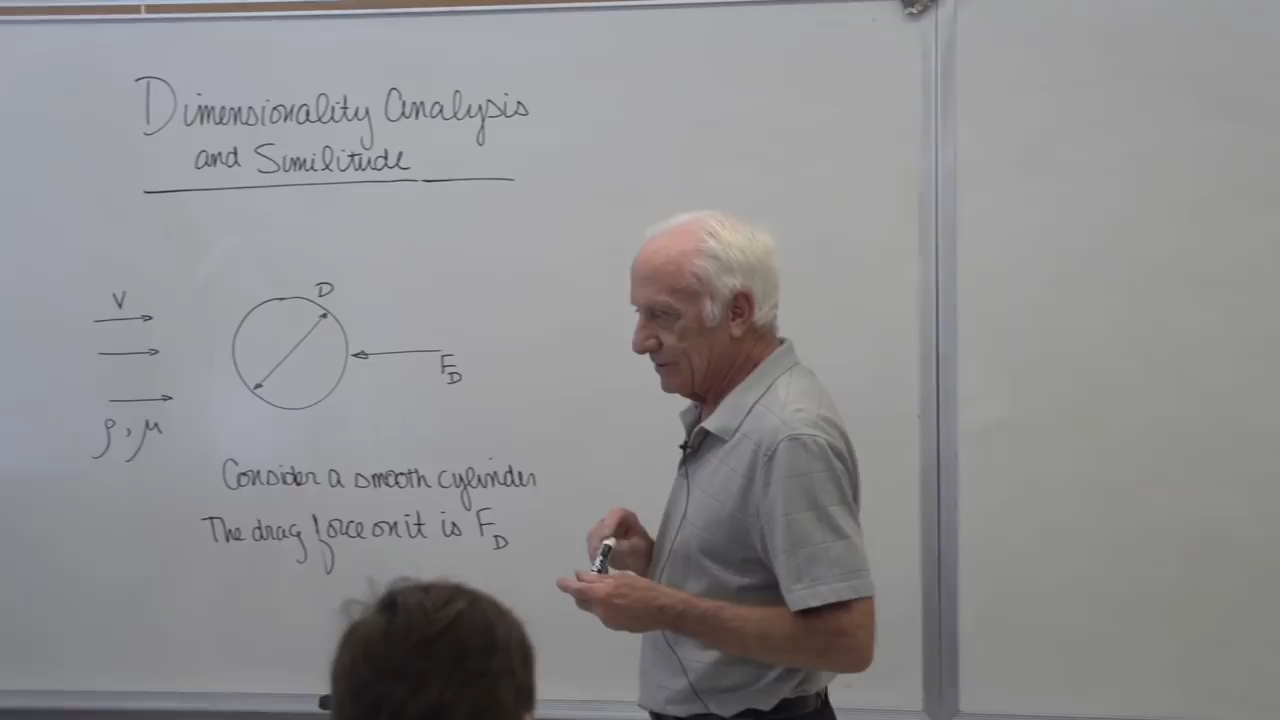 Dimensionality Analysis
and Similitude
V
D
F_D
ρ, μ
Consider a smooth cylinder
The drag force on it is F_D